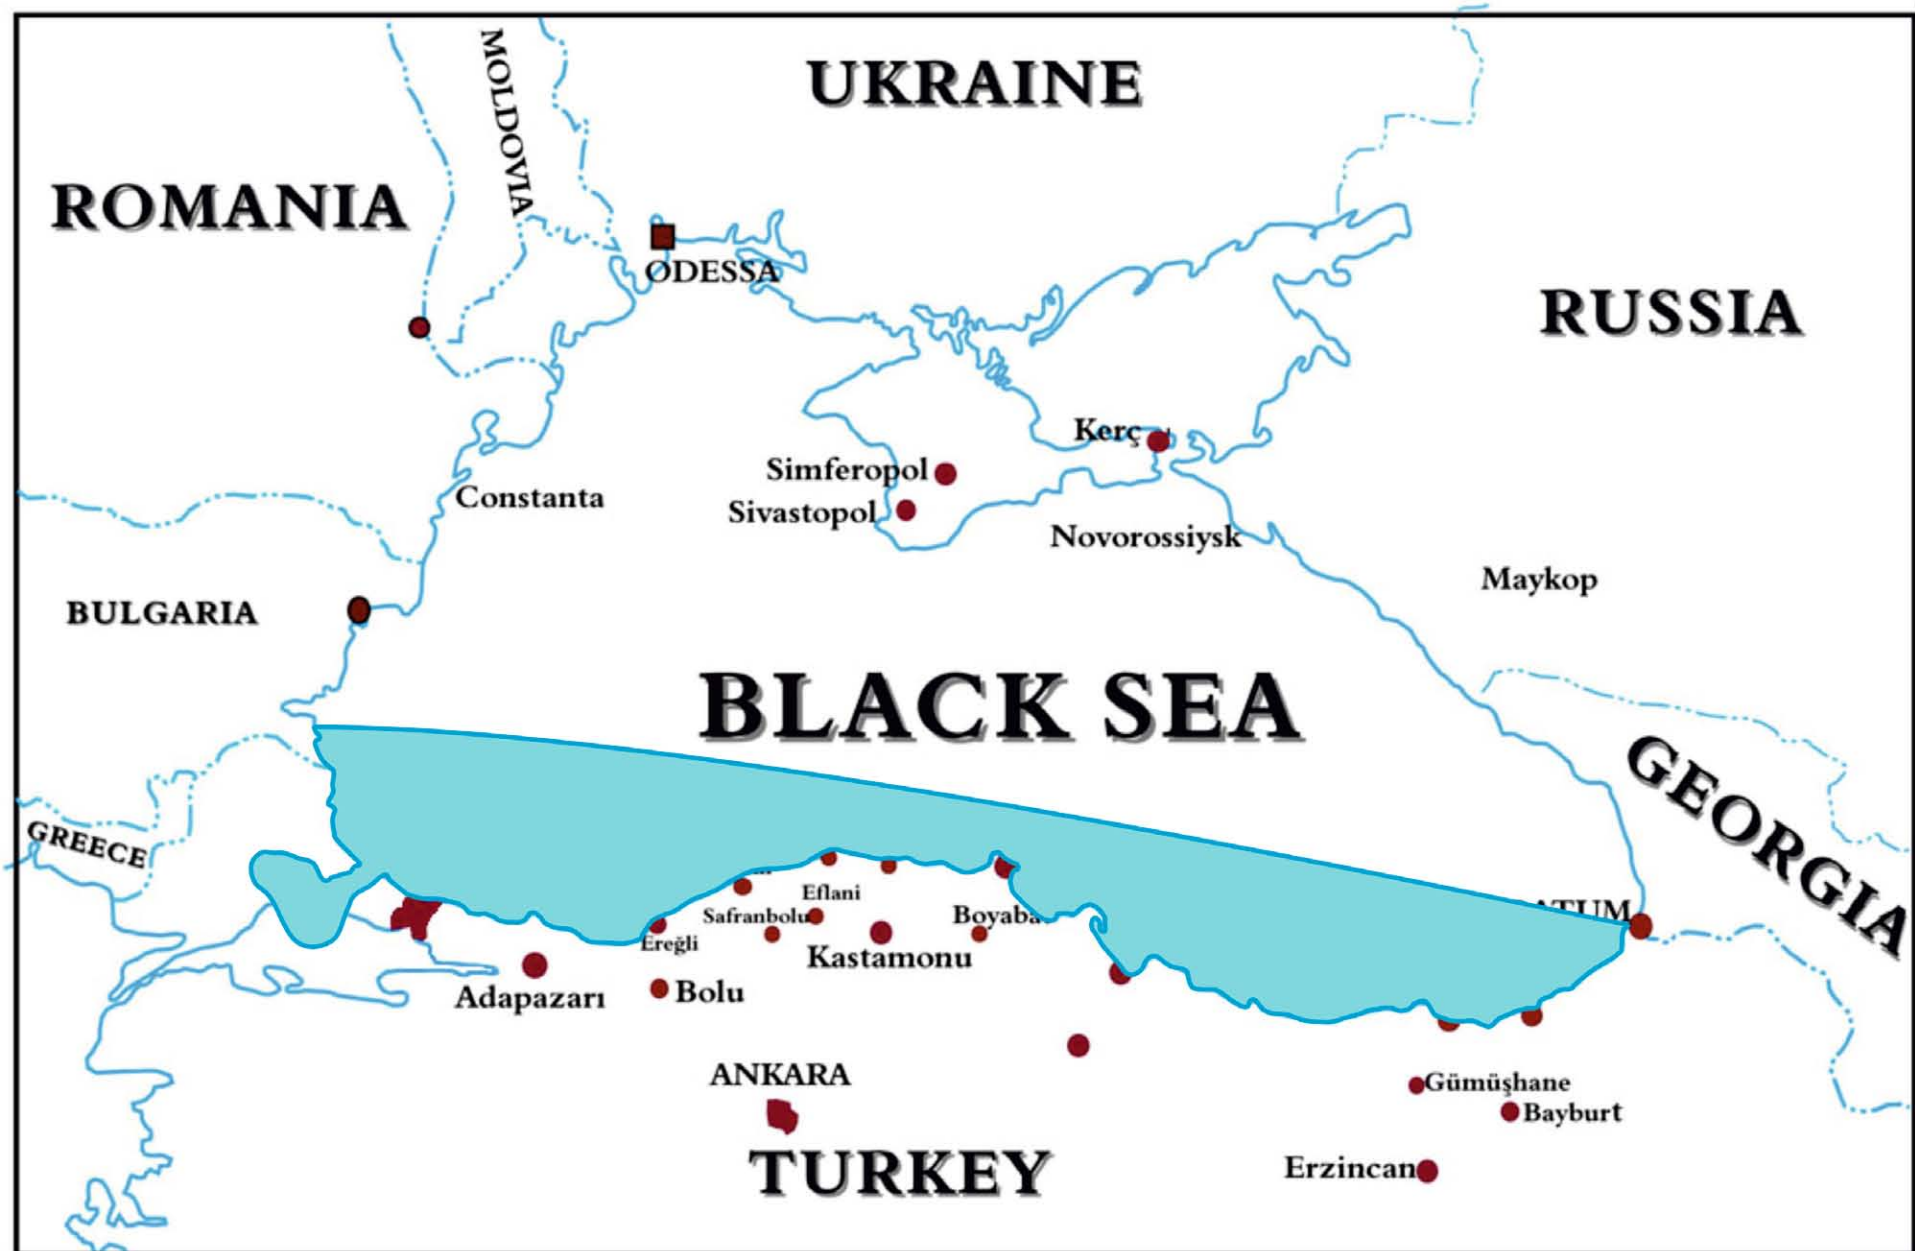 UKRAINE
MOLDOVIA
ROMANIA
ODESSA
RUSSIA
Kerç
Simferopol
Constanta
Sivastopol
Novorossiysk
Maykop
BULGARIA
BLACK SEA
GEORGIA
GREECE
Eflani
Safranbolu
Ereğli
Kastamonu
Adapazarı
Bolu
ANKARA
Gümüşhane
Bayburt
TURKEY
Erzincan